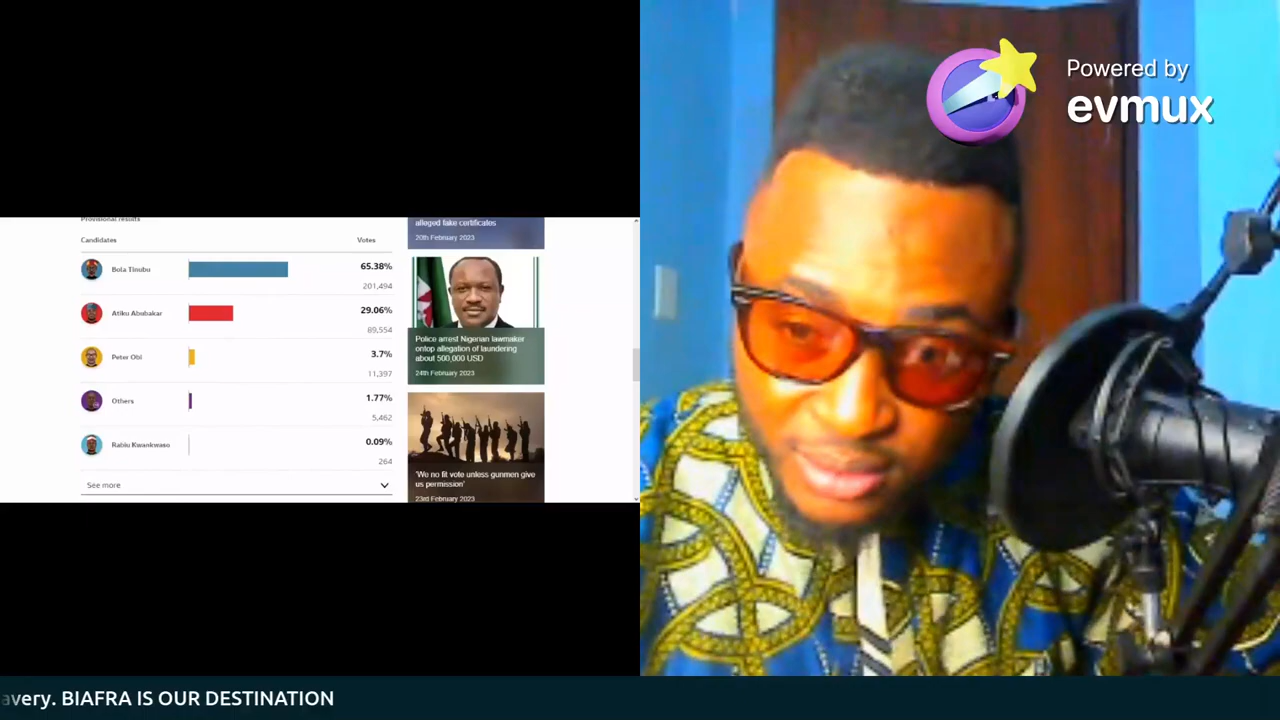 Powered by
evmux
Provisional results
Candidates
Votes
Bola Tinubu
65.38%
201,494
Atiku Abubakar
29.06%
89,554
Peter Obi
3.7%
11,397
Others
1.77%
5,462
Rabiu Kwankwaso
0.09%
264
See more
alleged fake certificates
20th February 2023
Police arrest Nigerian lawmaker
ontop allegation of laundering
about 500,000 USD
24th February 2023
'We no fit vote unless gunmen give
us permission'
23rd February 2023
avery. BIAFRA IS OUR DESTINATION